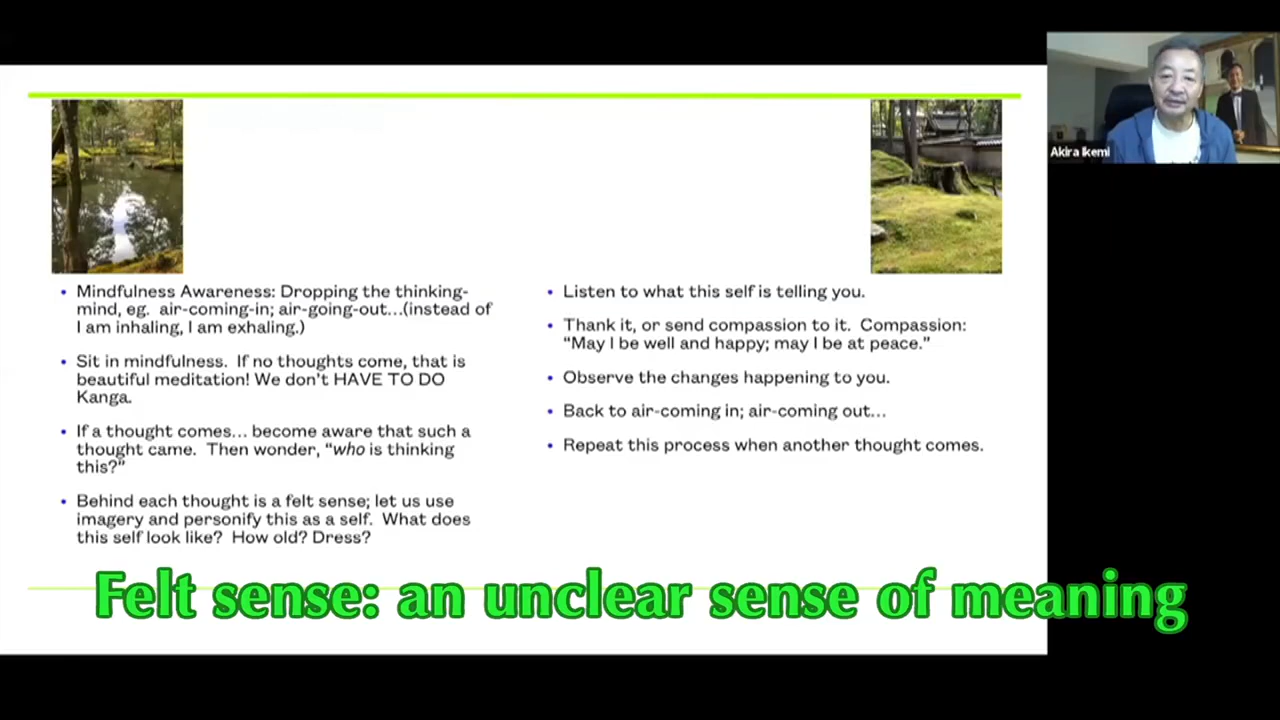 Akira Ikemi
• Mindfulness Awareness: Dropping the thinking-
mind, eg. air-coming-in; air-going-out...(instead of
I am inhaling, I am exhaling.)
• Sit in mindfulness. If no thoughts come, that is
beautiful meditation! We don't HAVE TO DO
Kanga.
• If a thought comes... become aware that such a
thought came. Then wonder, “who is thinking
this?”
• Behind each thought is a felt sense; let us use
imagery and personify this as a self. What does
this self look like? How old? Dress?
• Listen to what this self is telling you.
• Thank it, or send compassion to it. Compassion:
“May I be well and happy; may I be at peace.”
• Observe the changes happening to you.
• Back to air-coming in; air-coming out...
• Repeat this process when another thought comes.
Felt sense: an unclear sense of meaning